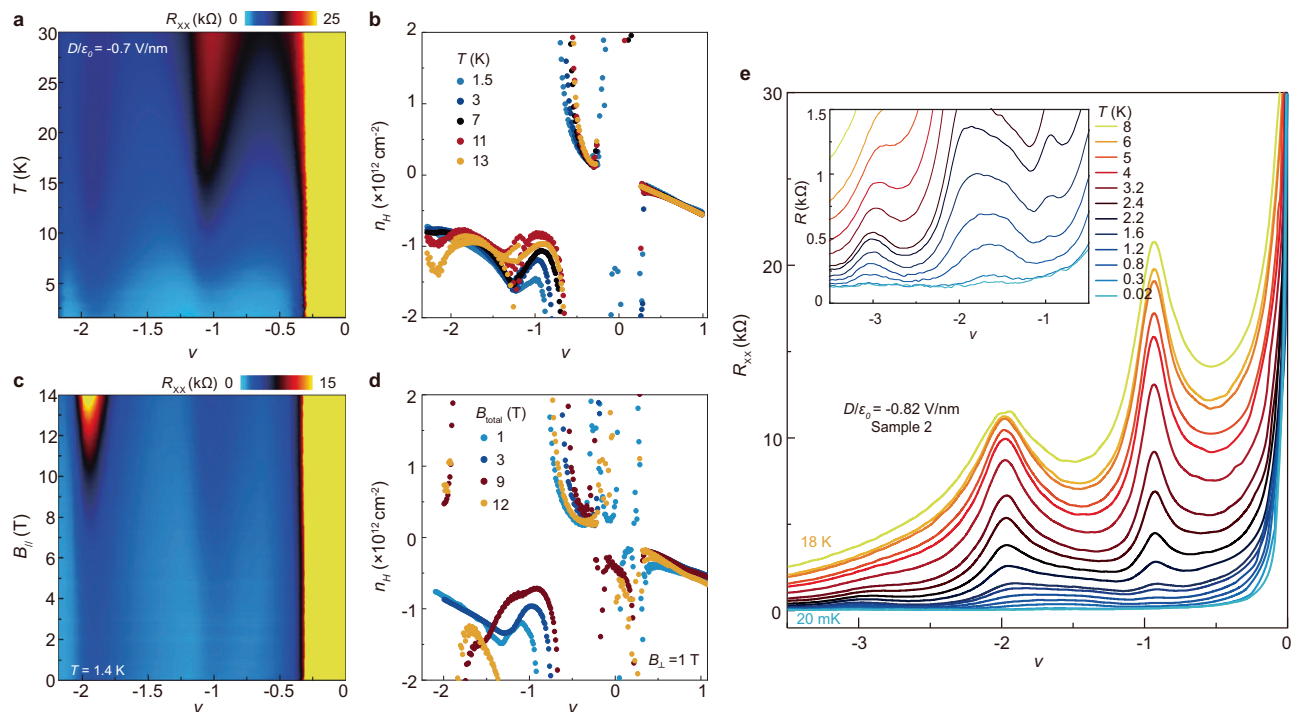 a
R_XX (kΩ) 0 25
D/ε₀ = -0.7 V/nm
30
25
20
15
10
5
T (K)
-2 -1.5 -1 -0.5 0
ν
b
T (K)
1.5
3
7
11
13
2
1
0
-1
-2
n_H (×10¹² cm⁻²)
-2 -1 0 1
ν
c
R_XX (kΩ) 0 15
14
12
10
8
6
4
2
0
B_// (T)
T = 1.4 K
-2 -1.5 -1 -0.5 0
ν
d
B_total (T)
1
3
9
12
2
1
0
-1
-2
n_H (×10¹² cm⁻²)
B_⊥ = 1 T
-2 -1 0 1
ν
e
30
20
10
0
R_XX (kΩ)
1.5
1
0.5
0
R (kΩ)
-3 -2 -1
ν
T (K)
8
6
5
4
3.2
2.4
2.2
1.6
1.2
0.8
0.3
0.02
D/ε₀ = -0.82 V/nm
Sample 2
18 K
20 mK
-3 -2 -1 0
ν